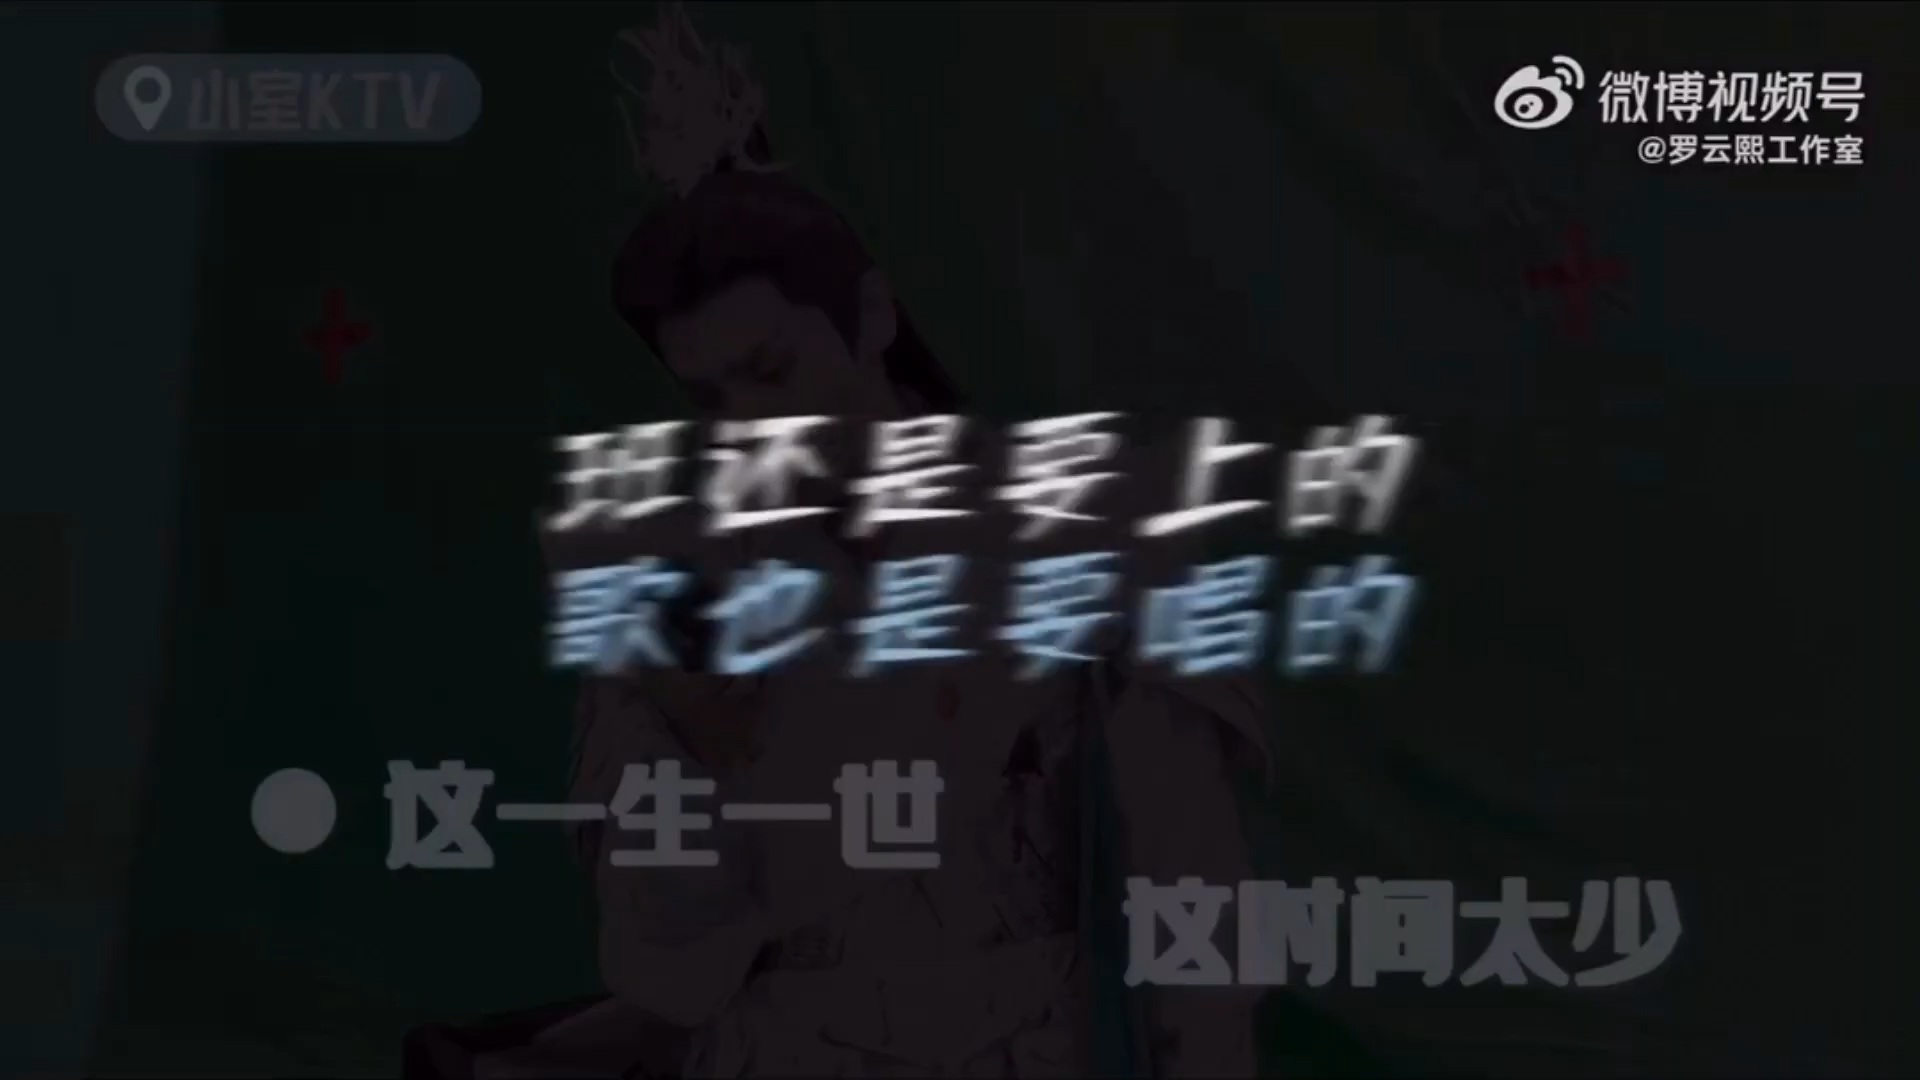 小室KTV
微博视频号
@罗云熙工作室
班还是要上的
歌也是要唱的
这一生一世
这时间太少